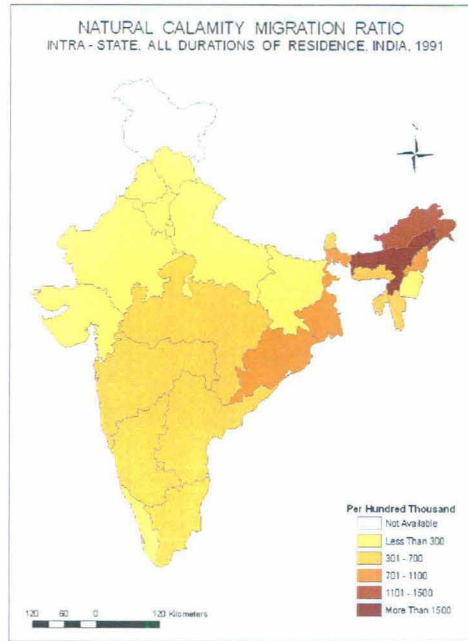 NATURAL CALAMITY MIGRATION RATIO
INTRA - STATE, ALL DURATIONS OF RESIDENCE, INDIA, 1991
Per Hundred Thousand
Not Available
Less Than 300
301 - 700
701 - 1100
1101 - 1500
More Than 1500
120 60 0 120 Kilometers